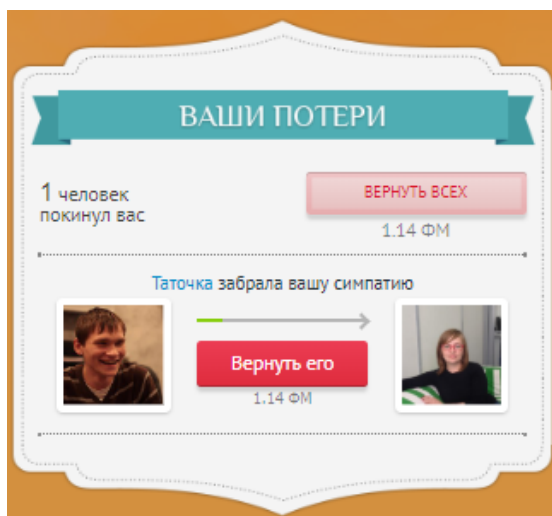 ВАШИ ПОТЕРИ
1 человек
покинул вас
ВЕРНУТЬ ВСЕХ
1.14 ФМ
Таточка забрала вашу симпатию
Вернуть его
1.14 ФМ